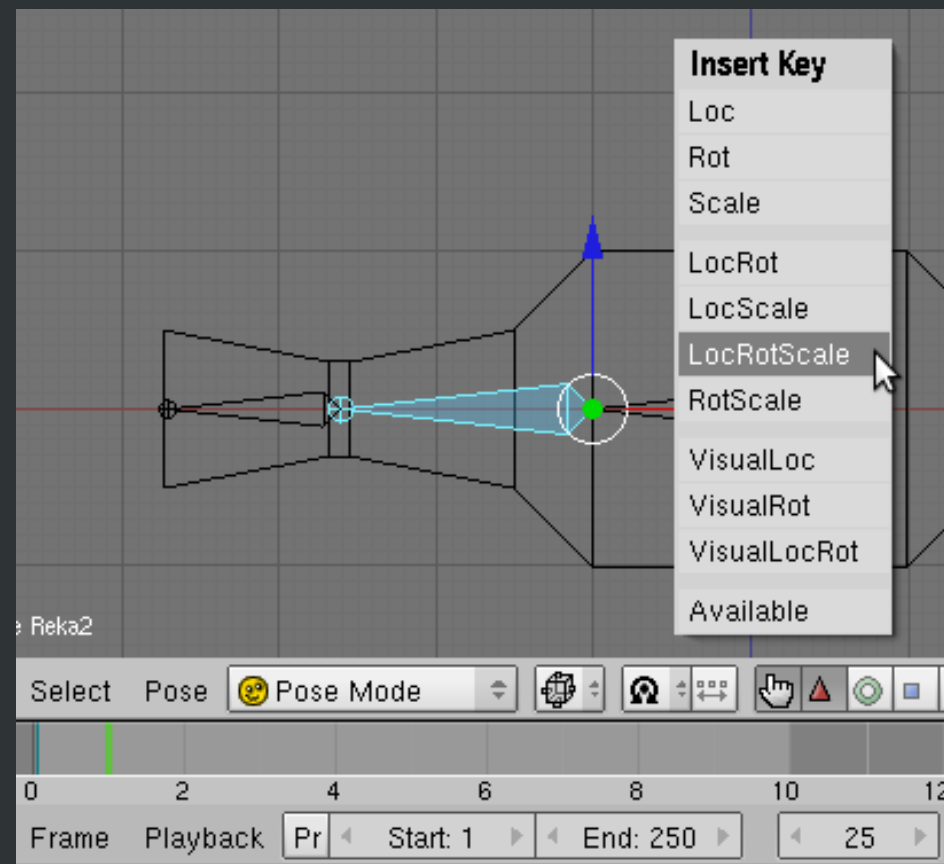 Insert Key
Loc
Rot
Scale
LocRot
LocScale
LocRotScale
RotScale
VisualLoc
VisualRot
VisualLocRot
Available
Reka2
Select Pose Pose Mode
0 2 4 6 8 10 12
Frame Playback Pr Start: 1 End: 250 25